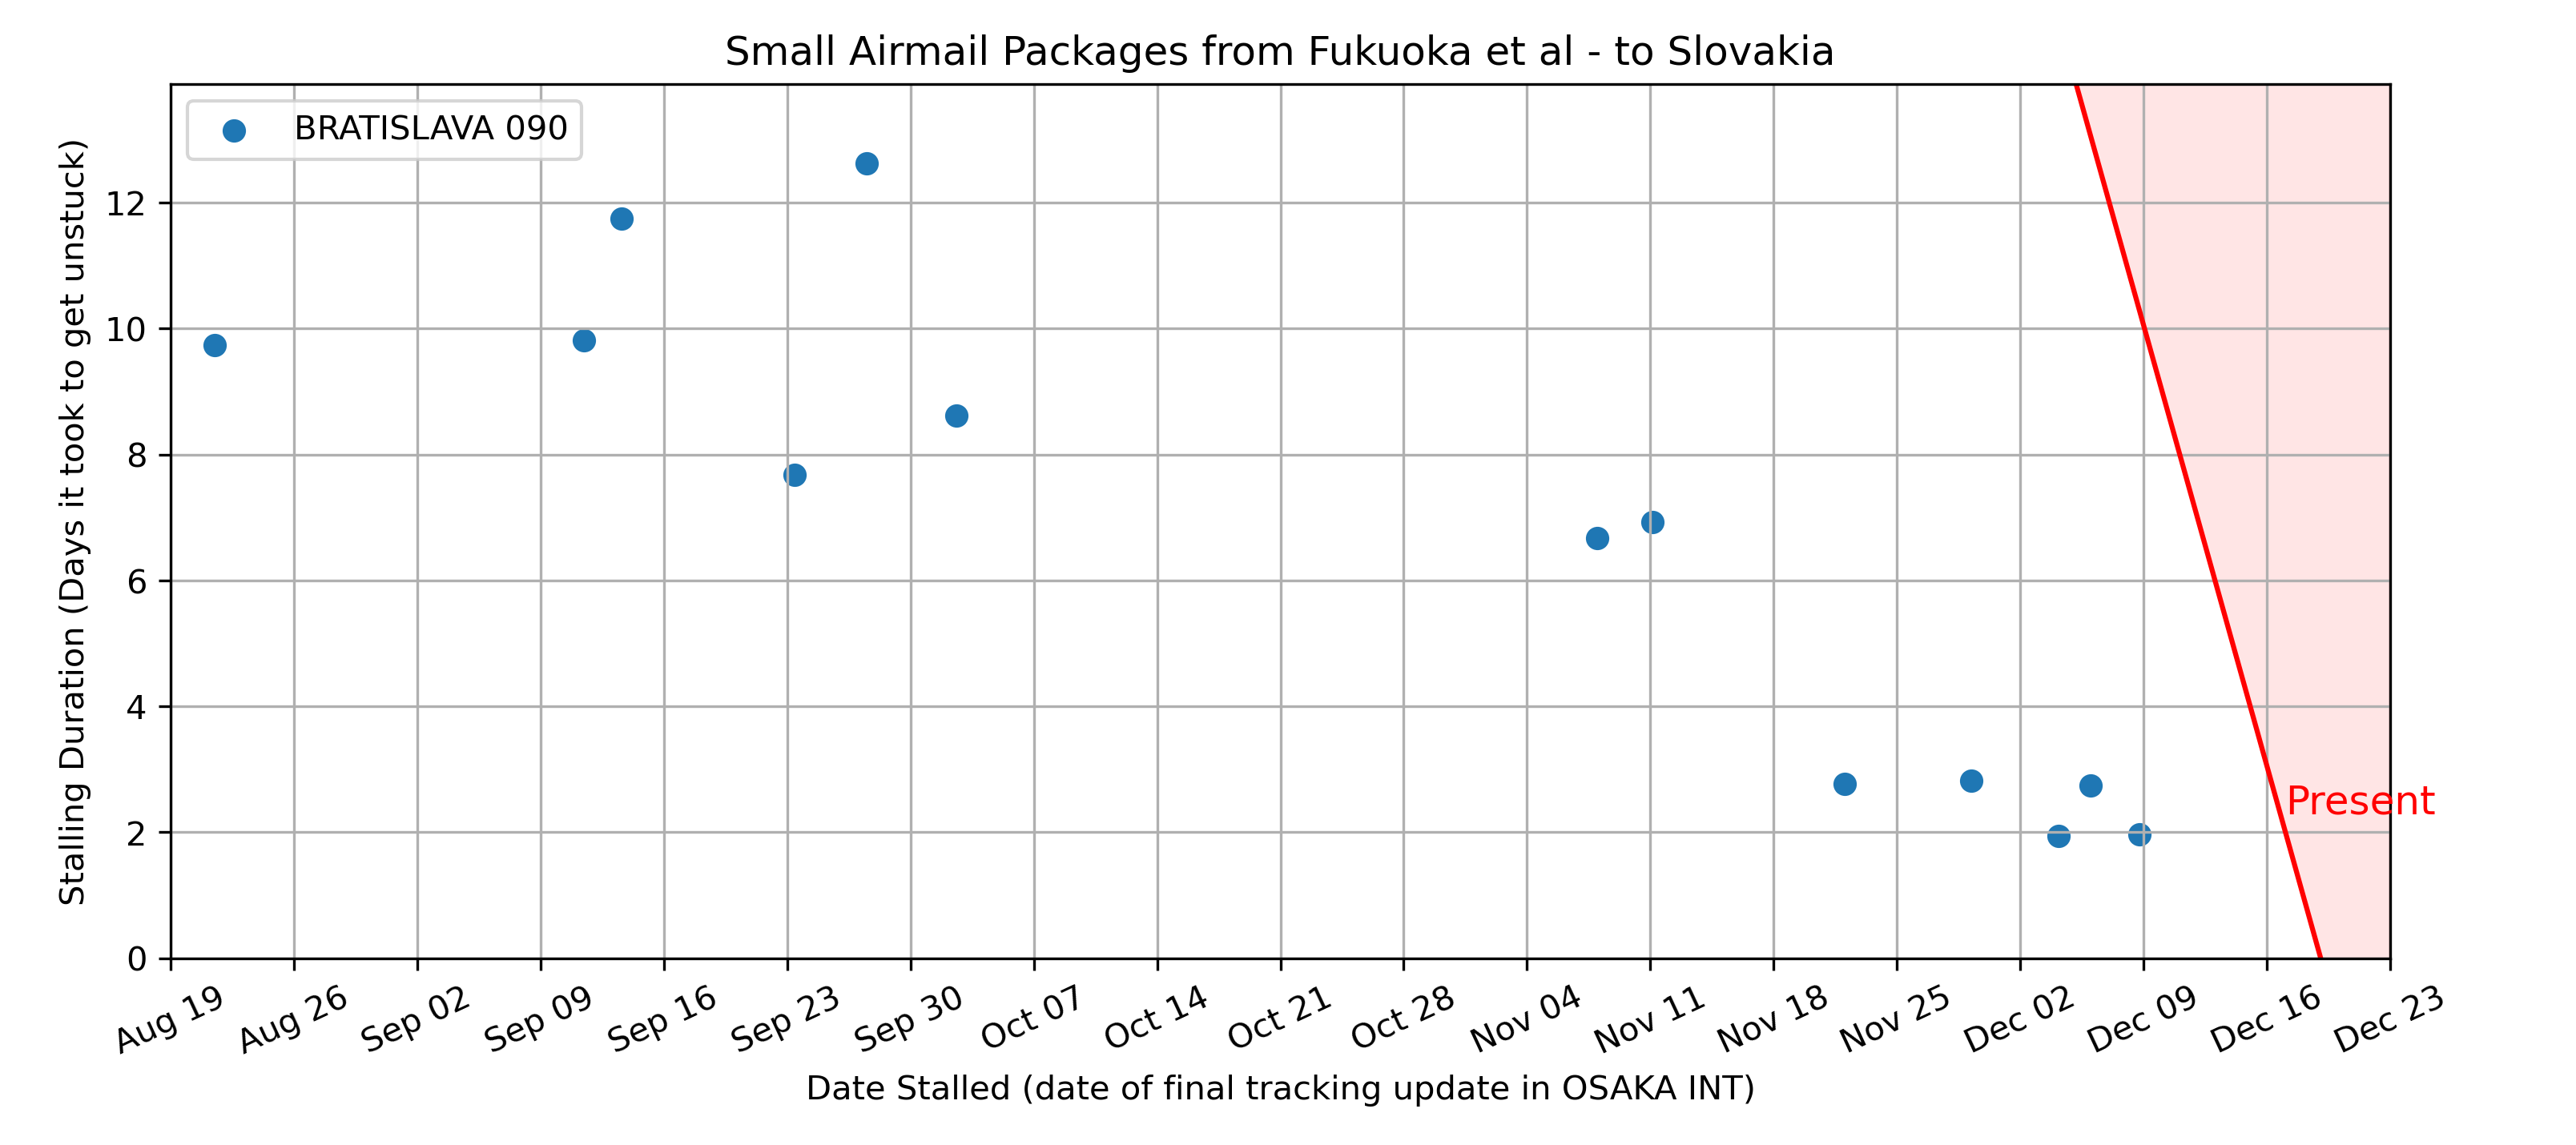 Small Airmail Packages from Fukuoka et al - to Slovakia
BRATISLAVA 090
Stalling Duration (Days it took to get unstuck)
12
10
8
6
4
2
0
Present
Aug 19
Aug 26
Sep 02
Sep 09
Sep 16
Sep 23
Sep 30
Oct 07
Oct 14
Oct 21
Oct 28
Nov 04
Nov 11
Nov 18
Nov 25
Dec 02
Dec 09
Dec 16
Dec 23
Date Stalled (date of final tracking update in OSAKA INT)